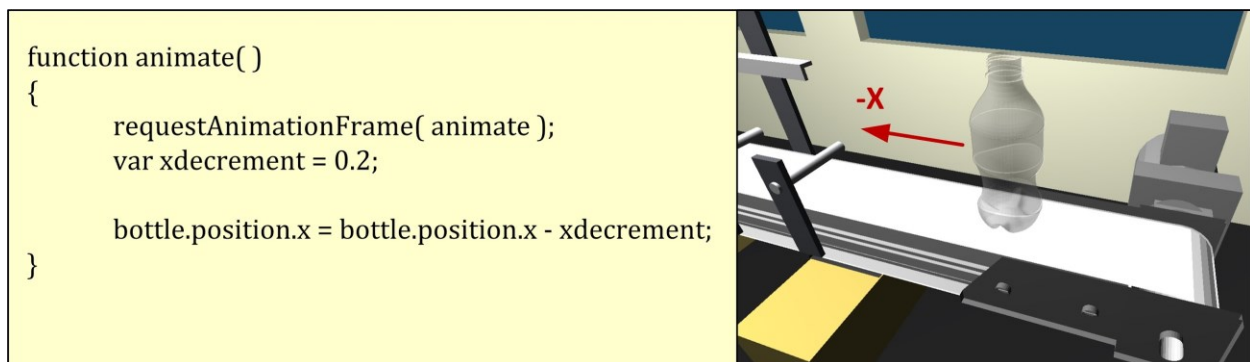 function animate( )
{
requestAnimationFrame( animate );
var xdecrement = 0.2;
bottle.position.x = bottle.position.x - xdecrement;
}
-X